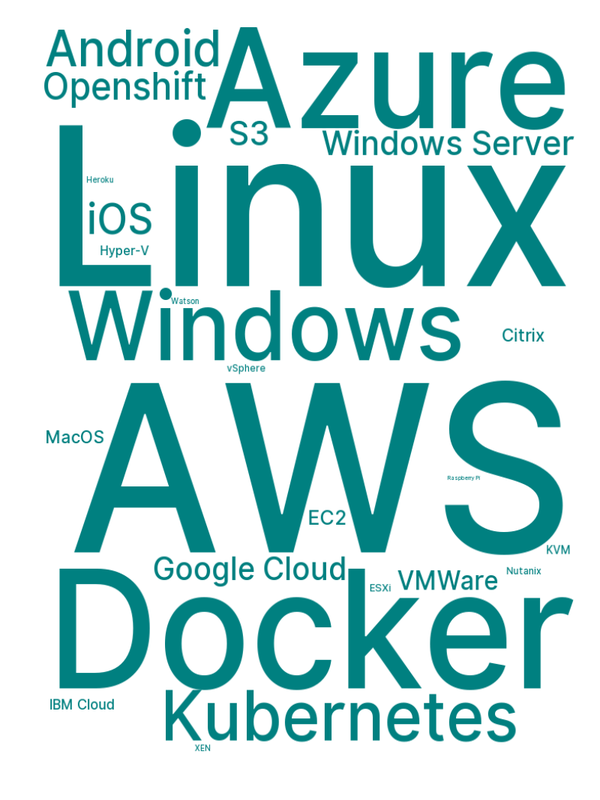 Android
Azure
Openshift
S3
Windows Server
Linux
Heroku
iOS
Hyper-V
Windows
Watson
Citrix
vSphere
AWS
MacOS
Raspberry Pi
EC2
KVM
Google Cloud
Nutanix
VMWare
ESXi
Docker
IBM Cloud
Kubernetes
XEN